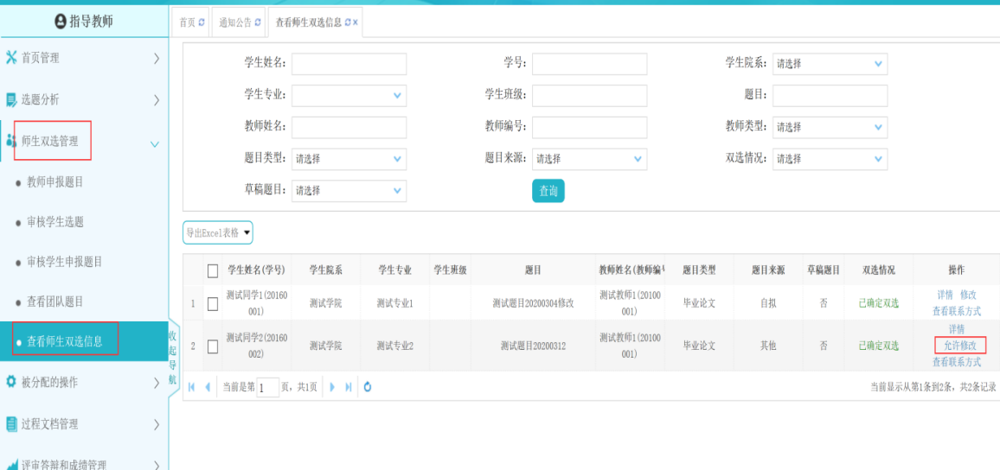 指导教师
首页管理
选题分析
师生双选管理
教师申报题目
审核学生选题
审核学生申报题目
查看团队题目
查看师生双选信息
被分配的操作
过程文档管理
评审答辩和成绩管理
收起导航
首页 通知公告 查看师生双选信息
学生姓名: 学号: 学生院系: 请选择
学生专业: 学生班级: 题目:
教师姓名: 教师编号: 教师类型: 请选择
题目类型: 请选择 题目来源: 请选择 双选情况: 请选择
草稿题目: 请选择 查询
导出Excel表格
学生姓名(学号) 学生院系 学生专业 学生班级 题目 教师姓名(教师编号 题目类型 题目来源 草稿题目 双选情况 操作
1 测试同学1(20160001) 测试学院 测试专业1 测试题目20200304修改 测试教师1(20100001) 毕业论文 自拟 否 已确定双选 详情 修改 查看联系方式
2 测试同学2(20160002) 测试学院 测试专业2 测试题目20200312 测试教师1(20100001) 毕业论文 其他 否 已确定双选 详情 允许修改 查看联系方式
当前是第 1 页，共1页 当前显示从第1条到2条，共2条记录